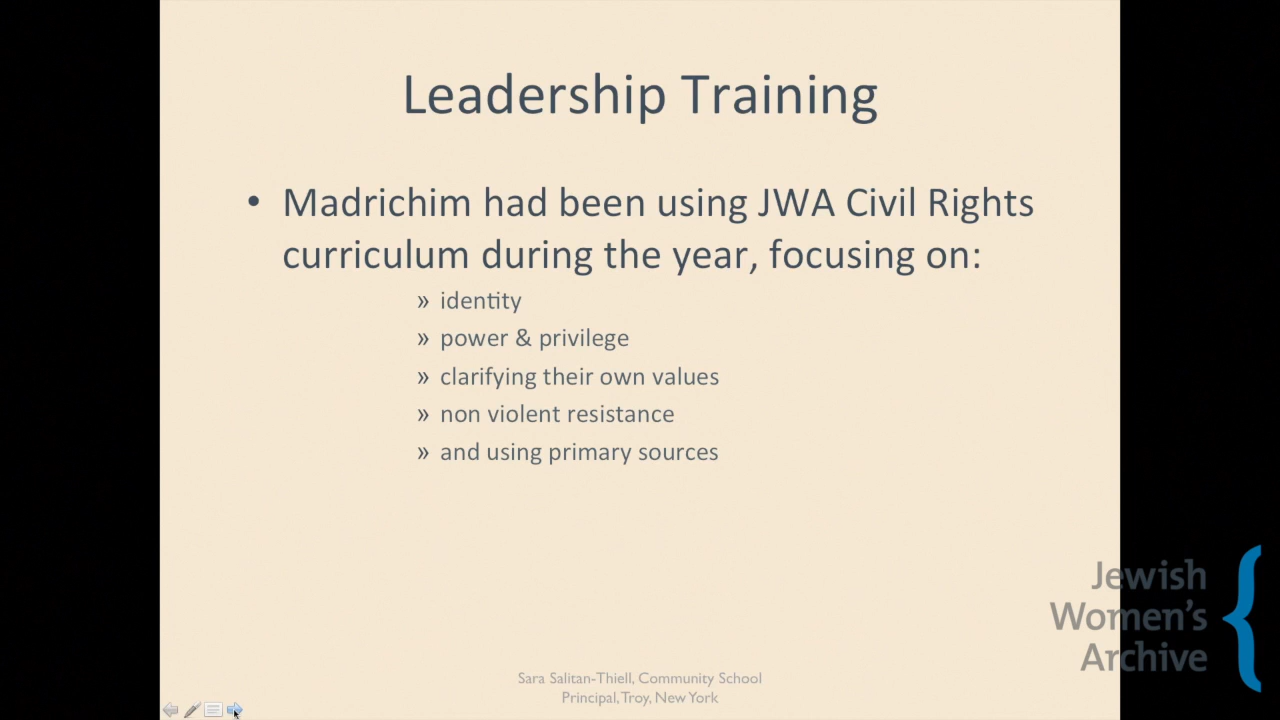 Leadership Training
• Madrichim had been using JWA Civil Rights
curriculum during the year, focusing on:
» identity
» power & privilege
» clarifying their own values
» non violent resistance
» and using primary sources
Jewish
Women's
Archive
Sara Salitan-Thiell, Community School
Principal, Troy, New York